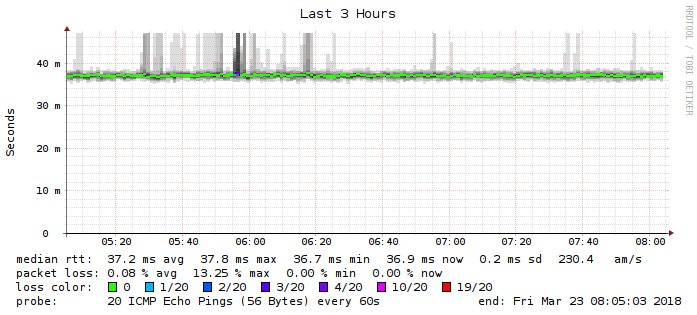 Last 3 Hours
RRDTOOL / TOBI OETIKER
Seconds
40 m
30 m
20 m
10 m
0
05:20 05:40 06:00 06:20 06:40 07:00 07:20 07:40 08:00
median rtt: 37.2 ms avg 37.8 ms max 36.7 ms min 36.9 ms now 0.2 ms sd 230.4 am/s
packet loss: 0.08 % avg 13.25 % max 0.00 % min 0.00 % now
loss color: 0 1/20 2/20 3/20 4/20 10/20 19/20
probe: 20 ICMP Echo Pings (56 Bytes) every 60s end: Fri Mar 23 08:05:03 2018